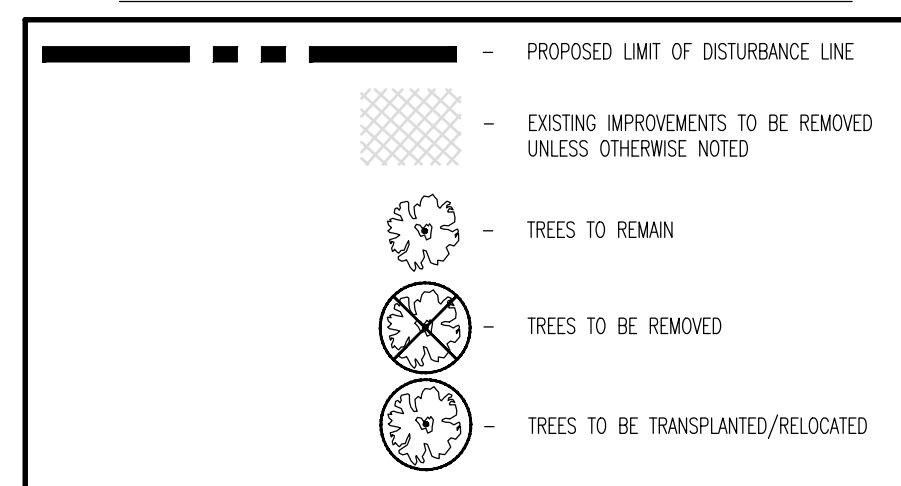 - PROPOSED LIMIT OF DISTURBANCE LINE
- EXISTING IMPROVEMENTS TO BE REMOVED
UNLESS OTHERWISE NOTED
- TREES TO REMAIN
- TREES TO BE REMOVED
- TREES TO BE TRANSPLANTED/RELOCATED